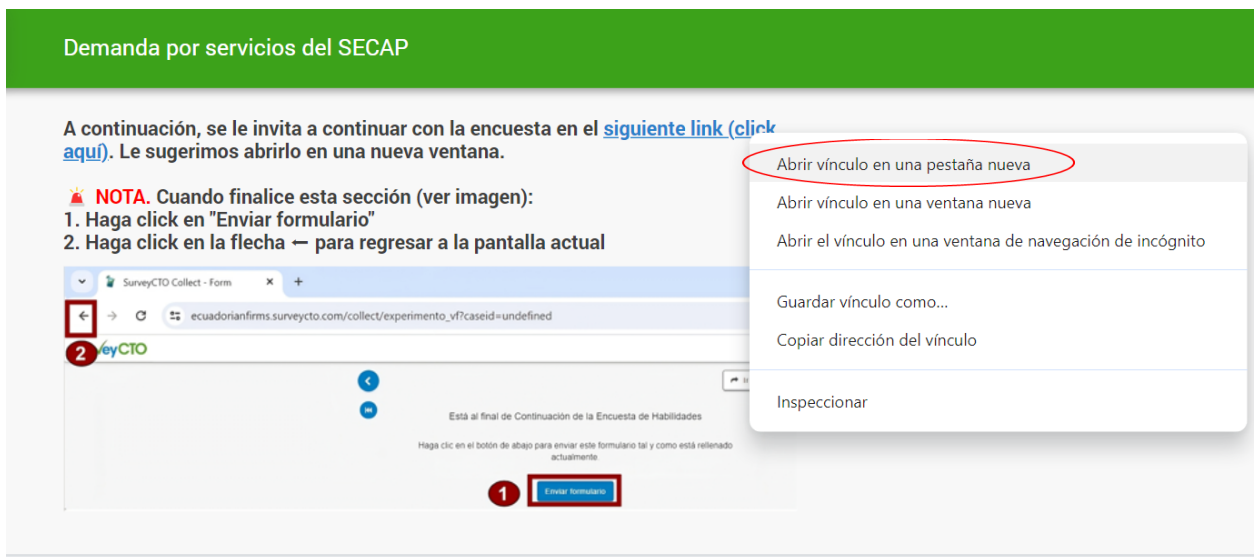 Demanda por servicios del SECAP
A continuación, se le invita a continuar con la encuesta en el siguiente link (click
aquí). Le sugerimos abrirlo en una nueva ventana.
🚨 NOTA. Cuando finalice esta sección (ver imagen):
1. Haga click en "Enviar formulario"
2. Haga click en la flecha ← para regresar a la pantalla actual
Abrir vínculo en una pestaña nueva
Abrir vínculo en una ventana nueva
Abrir el vínculo en una ventana de navegación de incógnito
Guardar vínculo como...
Copiar dirección del vínculo
Inspeccionar
SurveyCTO Collect - Form
ecuadorianfirms.surveycto.com/collect/experimento_vf?caseid=undefined
2
veyCTO
Está al final de Continuación de la Encuesta de Habilidades
Haga clic en el botón de abajo para enviar este formulario tal y como está rellenado
actualmente.
1
Enviar formulario